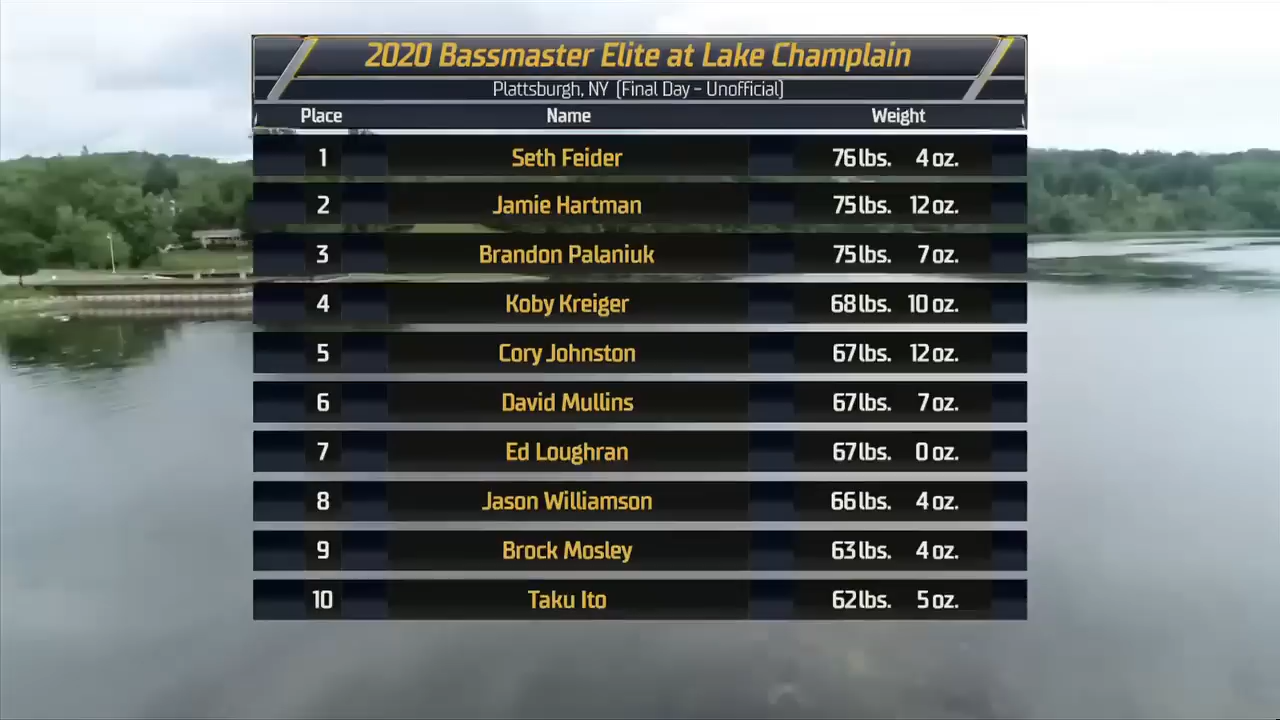 2020 Bassmaster Elite at Lake Champlain
Plattsburgh, NY (Final Day - Unofficial)
Place Name Weight
1 Seth Feider 76 lbs. 4 oz.
2 Jamie Hartman 75 lbs. 12 oz.
3 Brandon Palaniuk 75 lbs. 7 oz.
4 Koby Kreiger 68 lbs. 10 oz.
5 Cory Johnston 67 lbs. 12 oz.
6 David Mullins 67 lbs. 7 oz.
7 Ed Loughran 67 lbs. 0 oz.
8 Jason Williamson 66 lbs. 4 oz.
9 Brock Mosley 63 lbs. 4 oz.
10 Taku Ito 62 lbs. 5 oz.